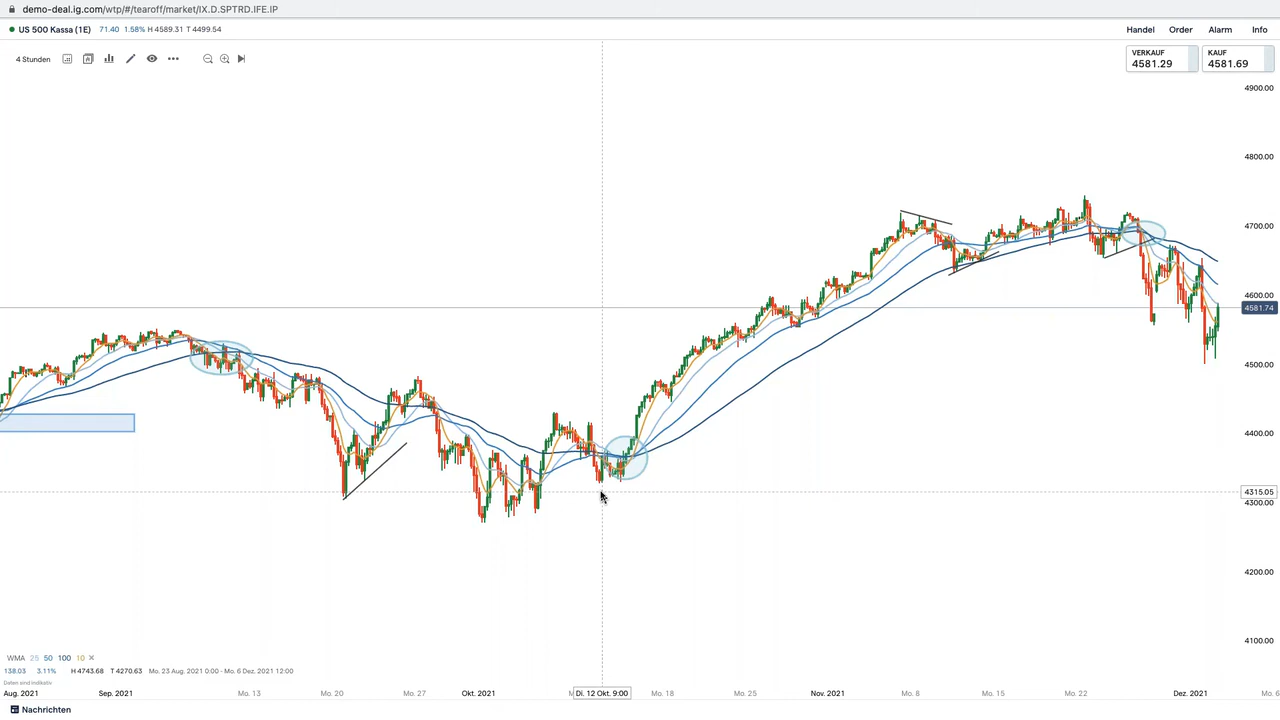 demo-deal.ig.com/wtp/#/tearoff/market/IX.D.SPTRD.IFE.IP
US 500 Kassa (1E) 71.40 1.58% H 4589.31 T 4499.54
Handel Order Alarm Info
4 Stunden
VERKAUF
4581.29
KAUF
4581.69
4900.00
4800.00
4700.00
4600.00
4581.74
4500.00
4400.00
4315.05
4300.00
4200.00
4100.00
WMA 25 50 100 10
138.03 3.11% H 4743.68 T 4270.63 Mo. 23 Aug. 2021 0:00 - Mo. 6 Dez. 2021 12:00
Daten sind indikativ
Aug. 2021 Sep. 2021 Mo. 13 Mo. 20 Mo. 27 Okt. 2021 Di. 12 Okt. 9:00 Mo. 18 Mo. 25 Nov. 2021 Mo. 8 Mo. 15 Mo. 22 Dez. 2021 Mo. 6
Nachrichten